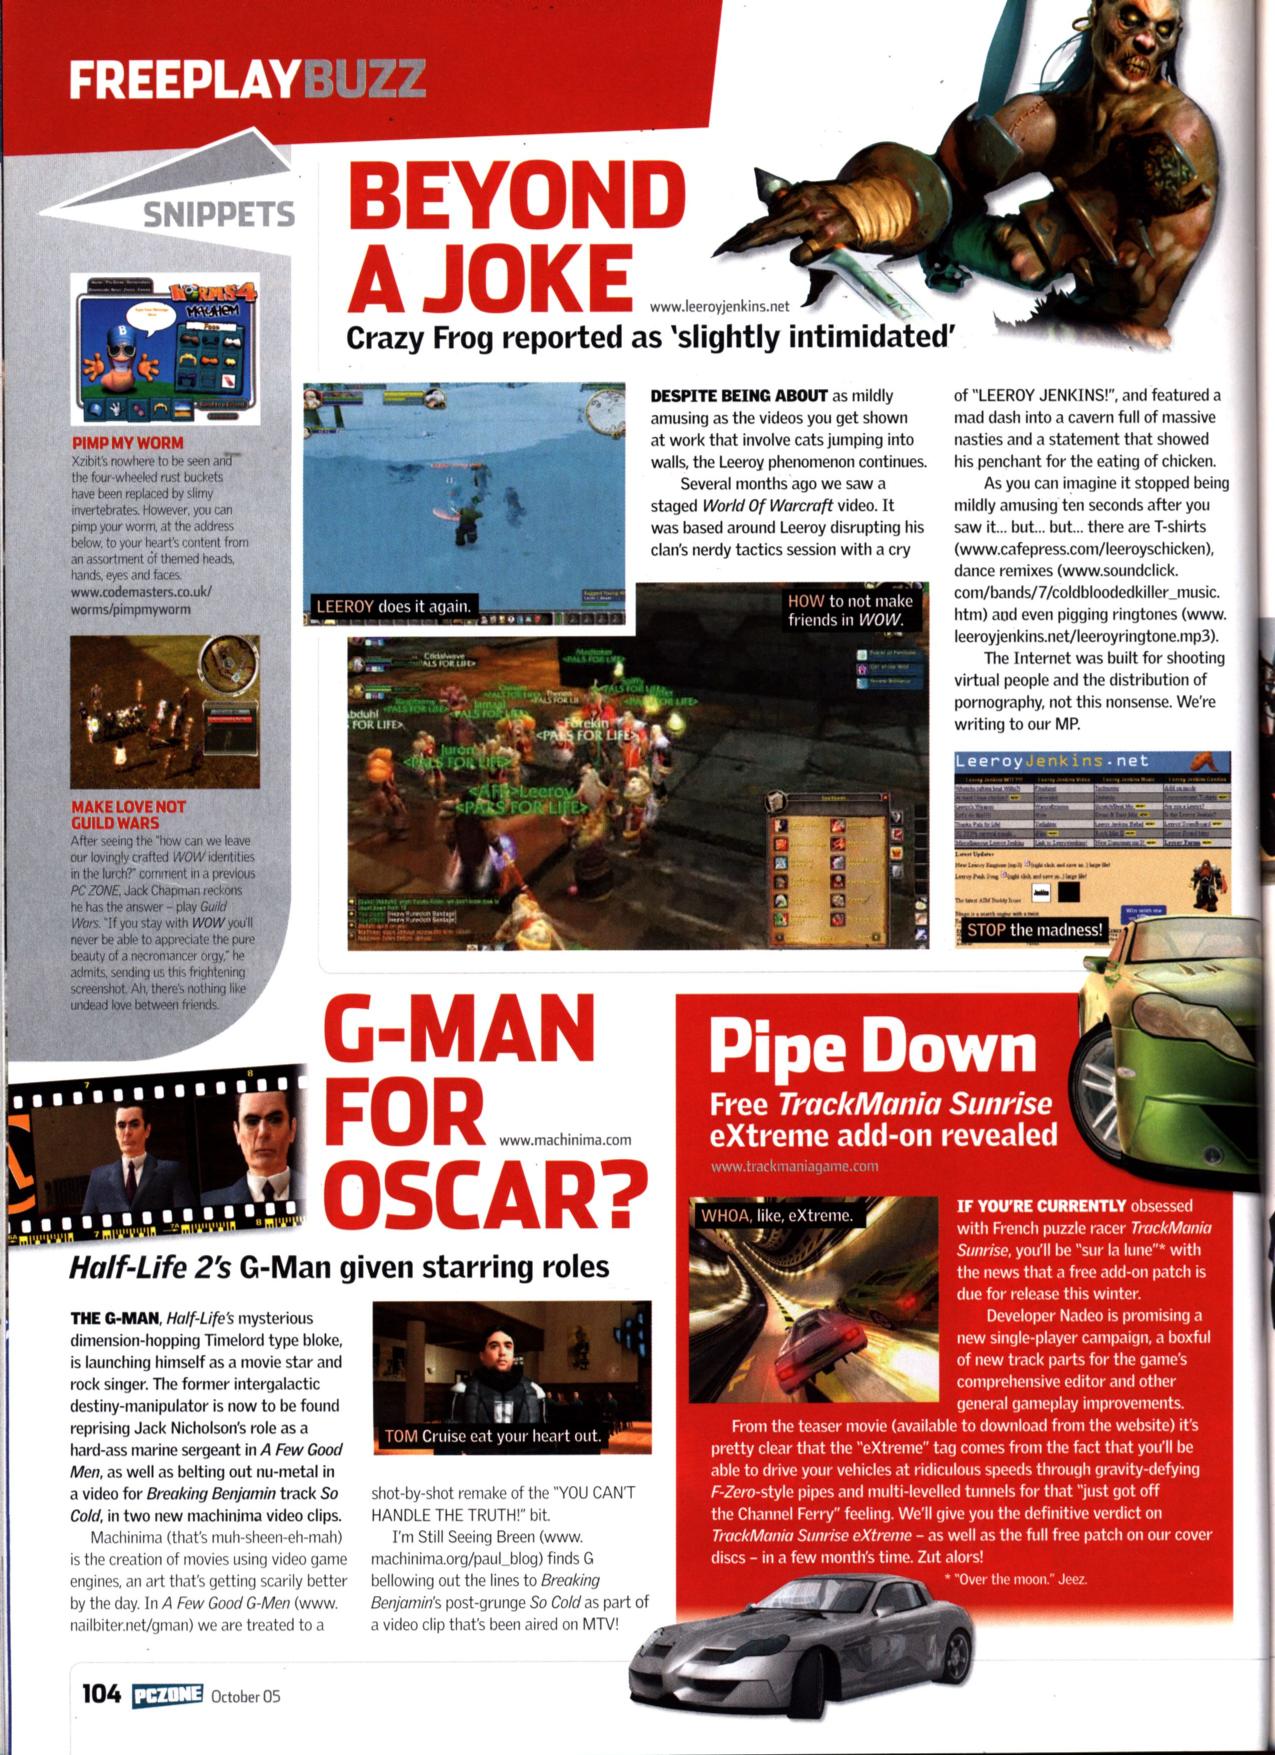 FREEPLAYBUZZ
SNIPPETS
WORMS 4
MAYHEM
PIMP MY WORM
Xzibit's nowhere to be seen and
the four-wheeled rust buckets
have been replaced by slimy
invertebrates. However, you can
pimp your worm, at the address
below, to your heart's content from
an assortment of themed heads,
hands, eyes and faces.
www.codemasters.co.uk/
worms/pimpmyworm
MAKE LOVE NOT
GUILD WARS
After seeing the "how can we leave
our lovingly crafted WOW identities
in the lurch?" comment in a previous
PC ZONE, Jack Chapman reckons
he has the answer – play Guild
Wars. "If you stay with WOW you'll
never be able to appreciate the pure
beauty of a necromancer orgy," he
admits, sending us this frightening
screenshot. Ah, there's nothing like
undead love between friends.
BEYOND
A JOKE
www.leeroyjenkins.net
Crazy Frog reported as 'slightly intimidated'
LEEROY does it again.
DESPITE BEING ABOUT as mildly
amusing as the videos you get shown
at work that involve cats jumping into
walls, the Leeroy phenomenon continues.
Several months ago we saw a
staged World Of Warcraft video. It
was based around Leeroy disrupting his
clan's nerdy tactics session with a cry
of "LEEROY JENKINS!", and featured a
mad dash into a cavern full of massive
nasties and a statement that showed
his penchant for the eating of chicken.
As you can imagine it stopped being
mildly amusing ten seconds after you
saw it... but... but... there are T-shirts
(www.cafepress.com/leeroyschicken),
dance remixes (www.soundclick.
com/bands/7/coldbloodedkiller_music.
htm) and even pigging ringtones (www.
leeroyjenkins.net/leeroyringtone.mp3).
The Internet was built for shooting
virtual people and the distribution of
pornography, not this nonsense. We're
writing to our MP.
HOW to not make
friends in WOW.
Juron
<PALS FOR LIFE>
Forekin
<PALS FOR LIFE>
<AFK>Leeroy
<PALS FOR LIFE>
LeeroyJenkins.net
STOP the madness!
G-MAN
FOR
OSCAR?
www.machinima.com
Half-Life 2's G-Man given starring roles
THE G-MAN, Half-Life's mysterious
dimension-hopping Timelord type bloke,
is launching himself as a movie star and
rock singer. The former intergalactic
destiny-manipulator is now to be found
reprising Jack Nicholson's role as a
hard-ass marine sergeant in A Few Good
Men, as well as belting out nu-metal in
a video for Breaking Benjamin track So
Cold, in two new machinima video clips.
Machinima (that's muh-sheen-eh-mah)
is the creation of movies using video game
engines, an art that's getting scarily better
by the day. In A Few Good G-Men (www.
nailbiter.net/gman) we are treated to a
TOM Cruise eat your heart out.
shot-by-shot remake of the "YOU CAN'T
HANDLE THE TRUTH!" bit.
I'm Still Seeing Breen (www.
machinima.org/paul_blog) finds G
bellowing out the lines to Breaking
Benjamin's post-grunge So Cold as part of
a video clip that's been aired on MTV!
Pipe Down
Free TrackMania Sunrise
eXtreme add-on revealed
www.trackmaniagame.com
WHOA, like, eXtreme.
IF YOU'RE CURRENTLY obsessed
with French puzzle racer TrackMania
Sunrise, you'll be "sur la lune"* with
the news that a free add-on patch is
due for release this winter.
Developer Nadeo is promising a
new single-player campaign, a boxful
of new track parts for the game's
comprehensive editor and other
general gameplay improvements.
From the teaser movie (available to download from the website) it's
pretty clear that the "eXtreme" tag comes from the fact that you'll be
able to drive your vehicles at ridiculous speeds through gravity-defying
F-Zero-style pipes and multi-levelled tunnels for that "just got off
the Channel Ferry" feeling. We'll give you the definitive verdict on
TrackMania Sunrise eXtreme – as well as the full free patch on our cover
discs – in a few month's time. Zut alors!
* "Over the moon." Jeez.
104 PCZONE October 05